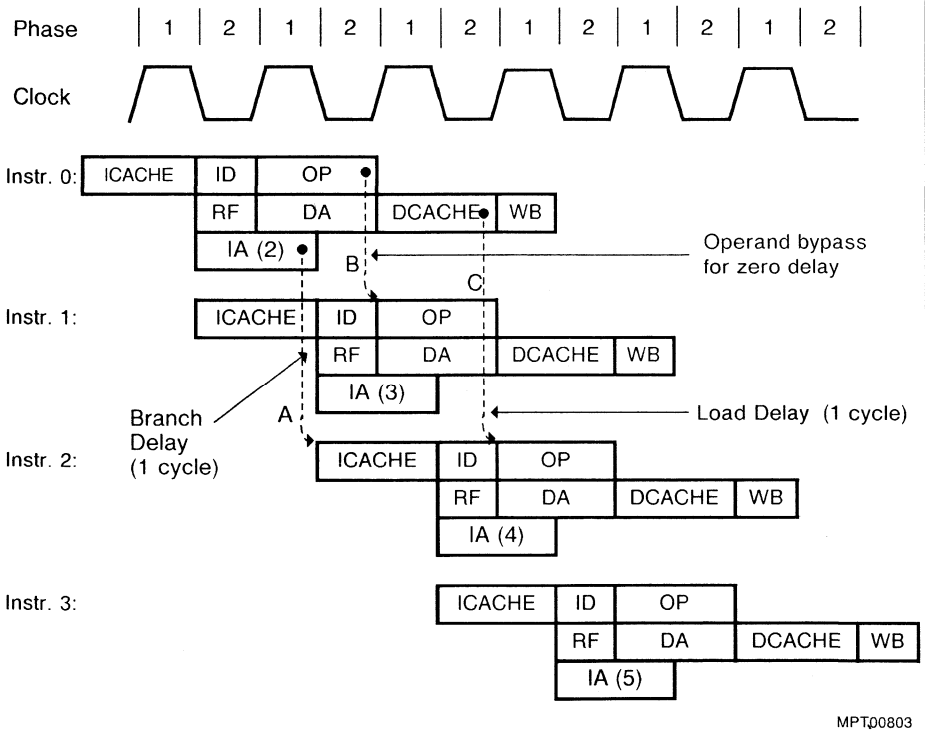 Phase 1 2 1 2 1 2 1 2 1 2 1 2
Clock
Instr. 0: ICACHE ID OP
RF DA DCACHE WB
IA (2)
Operand bypass
for zero delay
B
C
Instr. 1: ICACHE ID OP
RF DA DCACHE WB
IA (3)
Branch
Delay
(1 cycle)
A
Load Delay (1 cycle)
Instr. 2: ICACHE ID OP
RF DA DCACHE WB
IA (4)
Instr. 3: ICACHE ID OP
RF DA DCACHE WB
IA (5)
MPT00803